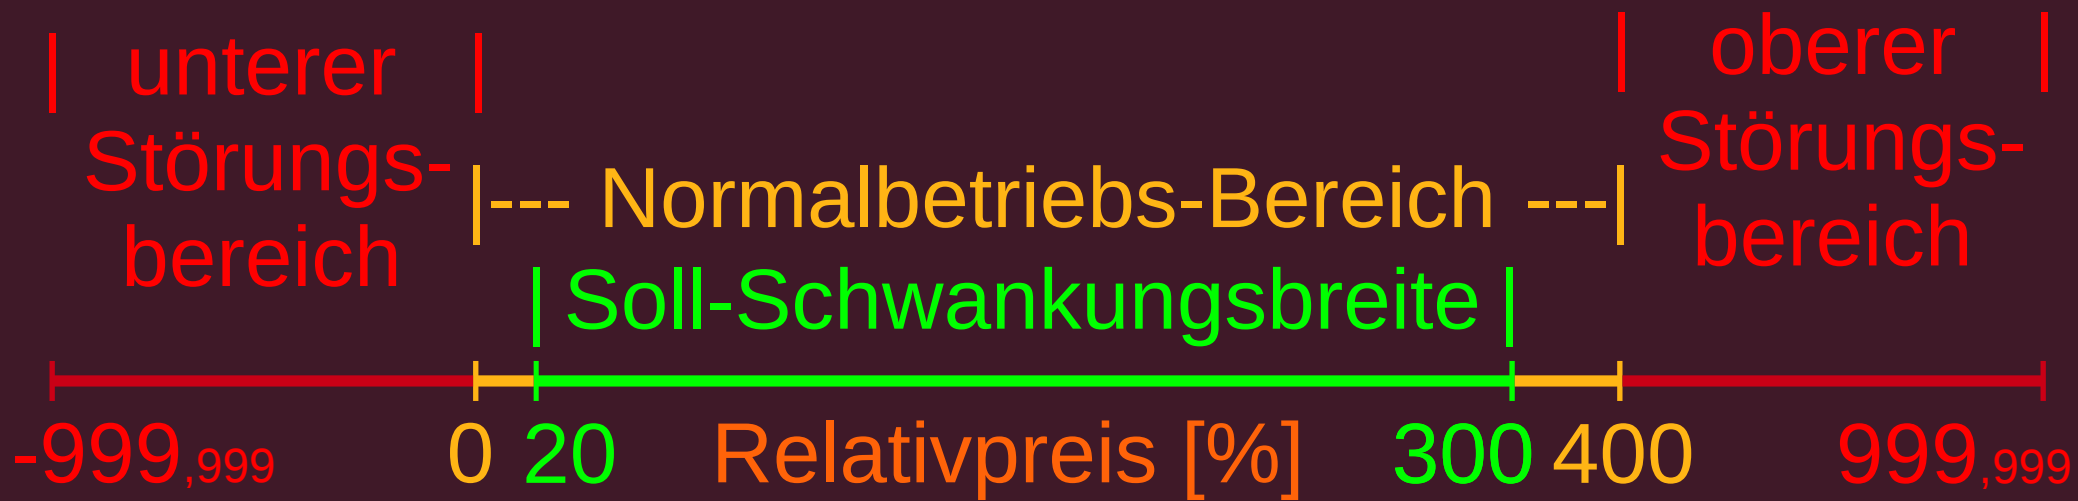 | unterer |
Störungs-
bereich
| oberer |
Störungs-
bereich
|--- Normalbetriebs-Bereich ---|
| Soll-Schwankungsbreite |
-999,999 0 20 Relativpreis [%] 300 400 999,999